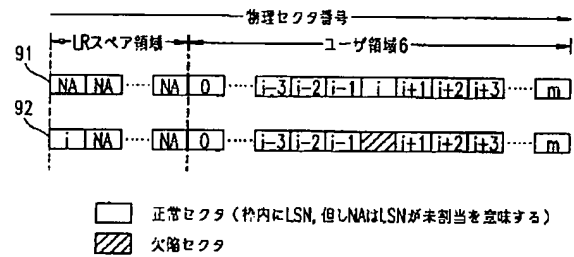 物理セクタ番号
LRスペア領域 ユーザ領域6
91
NA NA ‥‥ NA 0 ‥‥ i-3 i-2 i-1 i i+1 i+2 i+3 ‥‥ m
92
i NA ‥‥ NA 0 ‥‥ i-3 i-2 i-1 i+1 i+2 i+3 ‥‥ m
正常セクタ(枠内にLSN,但しNAはLSNが未割当を意味する)
欠陥セクタ